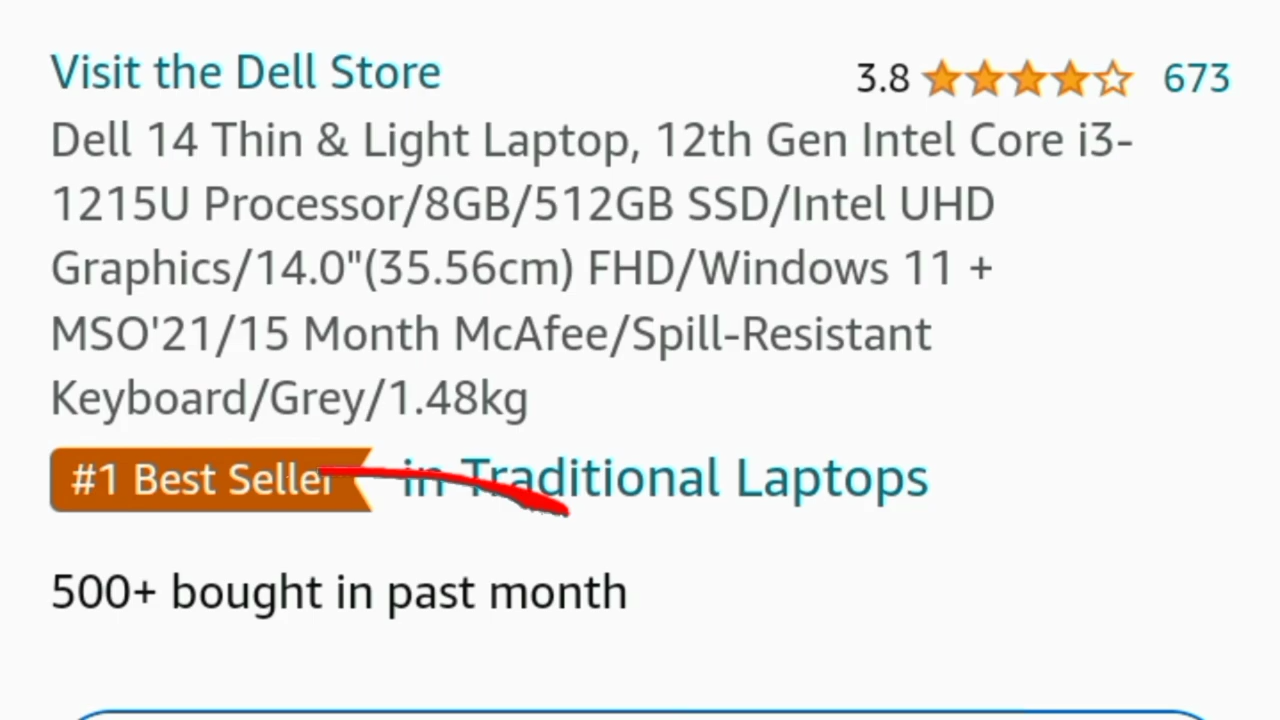 Visit the Dell Store
3.8 673
Dell 14 Thin & Light Laptop, 12th Gen Intel Core i3-
1215U Processor/8GB/512GB SSD/Intel UHD
Graphics/14.0"(35.56cm) FHD/Windows 11 +
MSO'21/15 Month McAfee/Spill-Resistant
Keyboard/Grey/1.48kg
#1 Best Seller in Traditional Laptops
500+ bought in past month